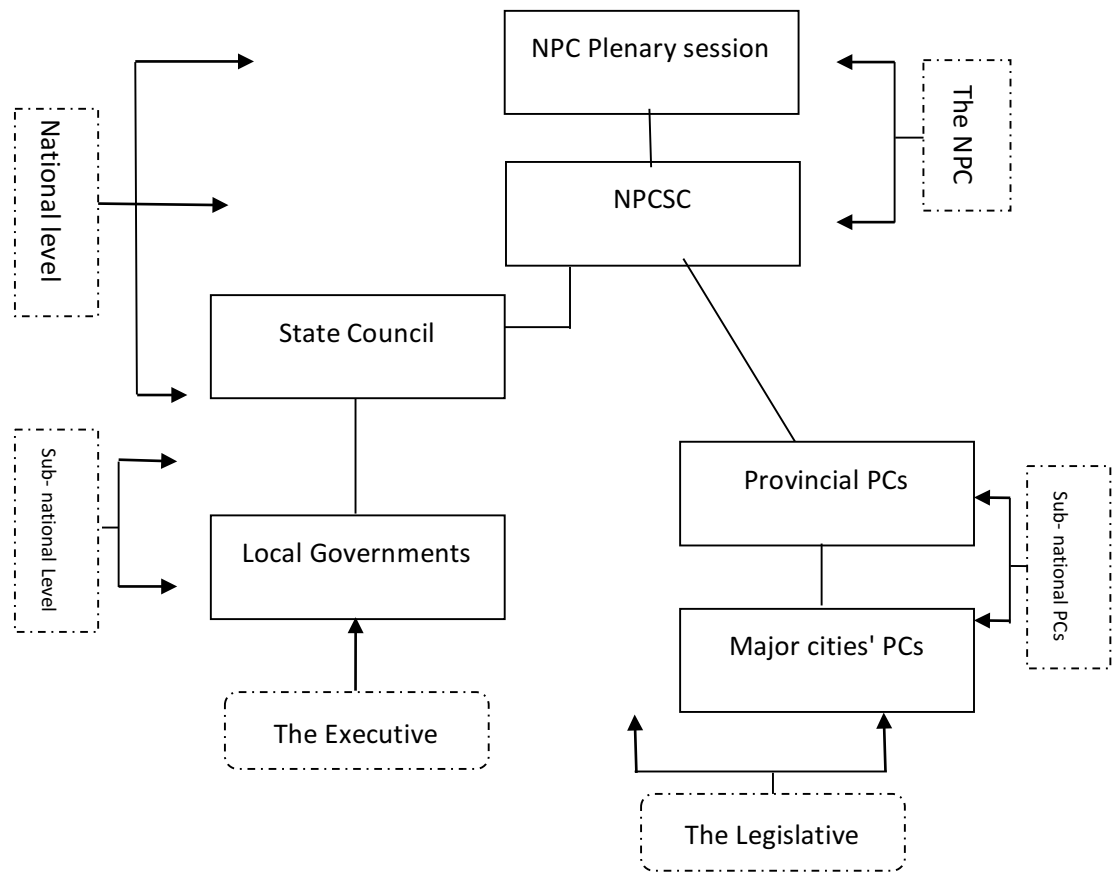 NPC Plenary session
The NPC
National level
NPCSC
State Council
Sub- national Level
Provincial PCs
Sub- national PCs
Local Governments
Major cities' PCs
The Executive
The Legislative